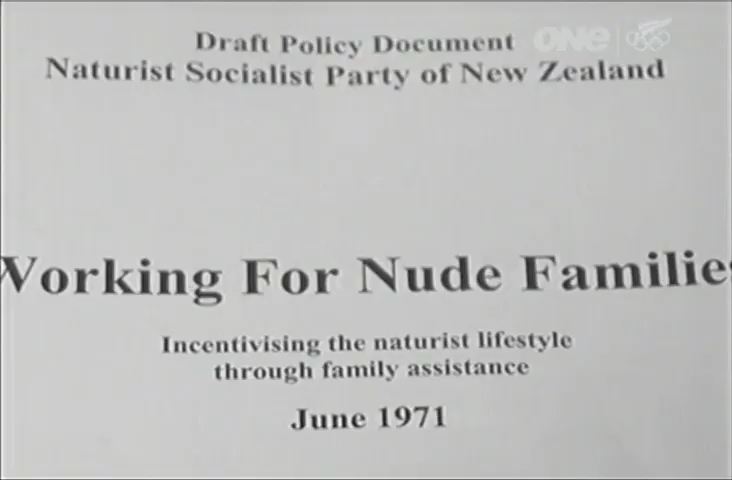 ONE
Draft Policy Document
Naturist Socialist Party of New Zealand
Working For Nude Families
Incentivising the naturist lifestyle
through family assistance
June 1971